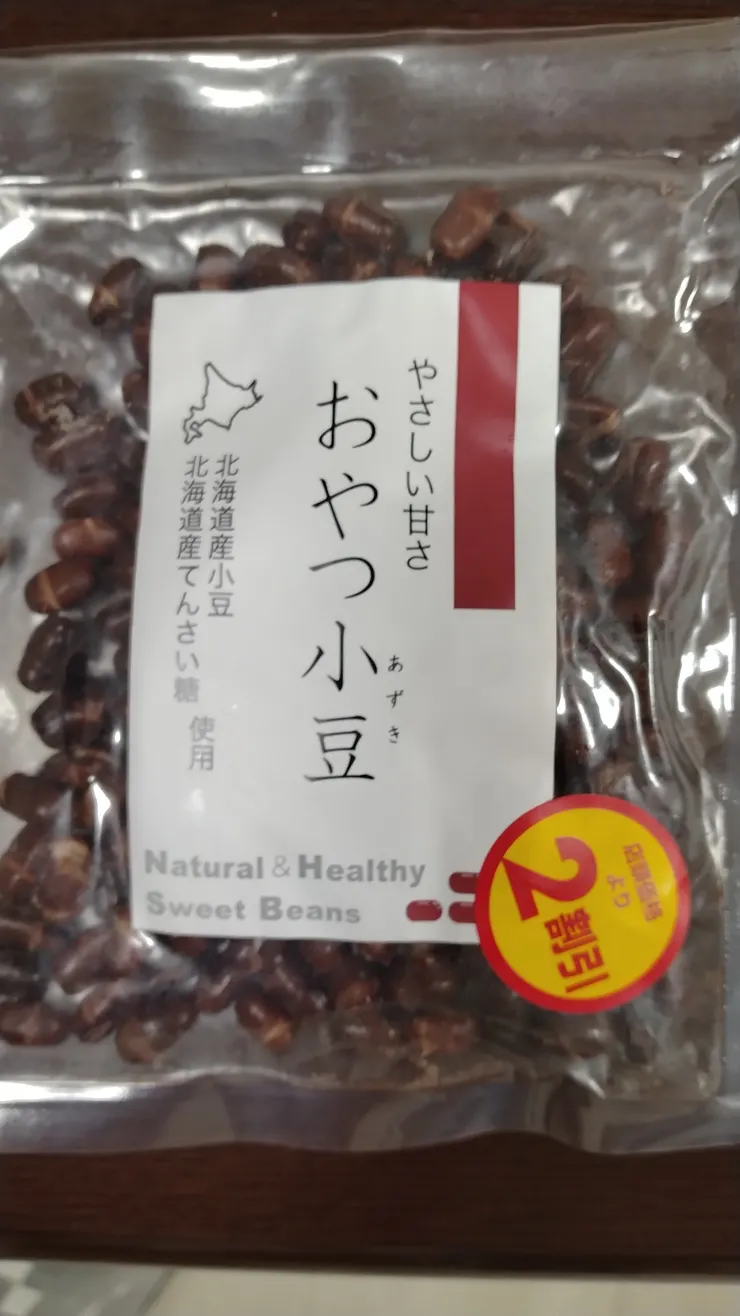 やさしい甘さ
おやつ小豆
あずき
北海道産小豆
北海道産てんさい糖 使用
Natural & Healthy
Sweet Beans
店頭価格
より
2割引